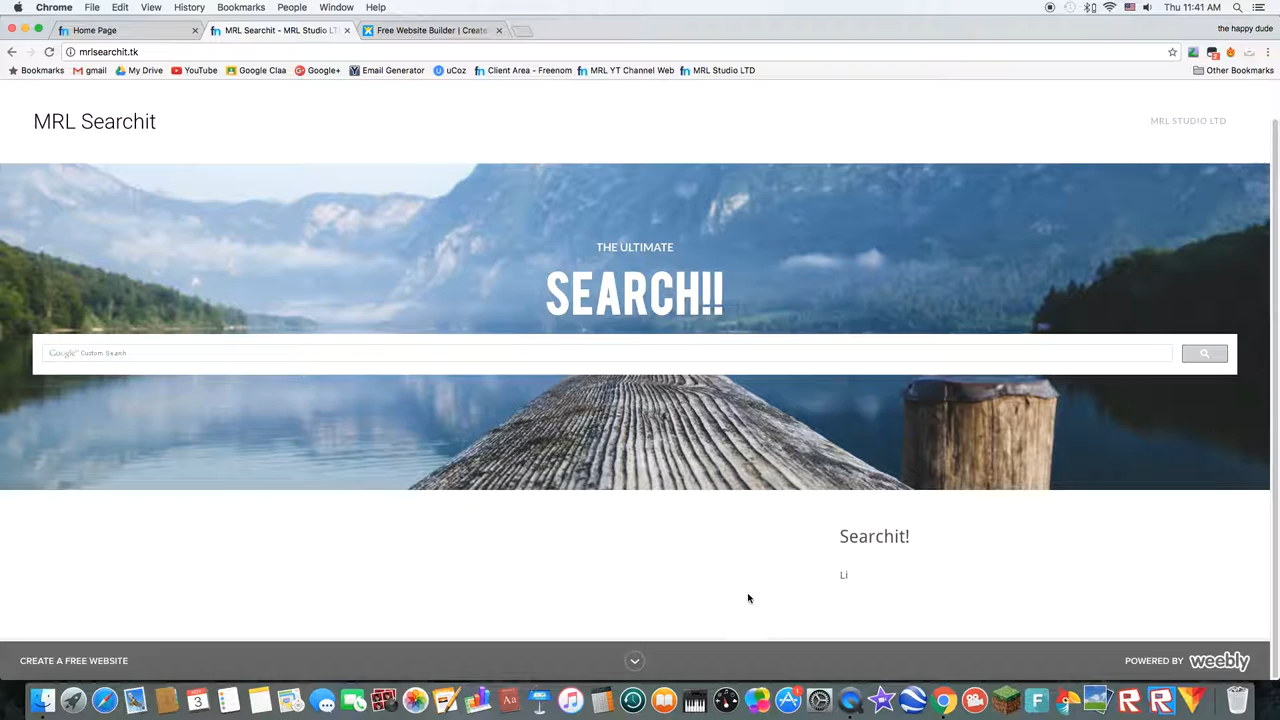 Chrome File Edit View History Bookmarks People Window Help Thu 11:41 AM
Home Page MRL Searchit - MRL Studio LT Free Website Builder | Create the happy dude
mrlsearchit.tk
Bookmarks gmail My Drive YouTube Google Claa Google+ Email Generator uCoz Client Area - Freenom MRL YT Channel Web MRL Studio LTD Other Bookmarks
MRL Searchit MRL STUDIO LTD
THE ULTIMATE
SEARCH!!
Google™ Custom Search
Searchit!
Li
CREATE A FREE WEBSITE POWERED BY weebly